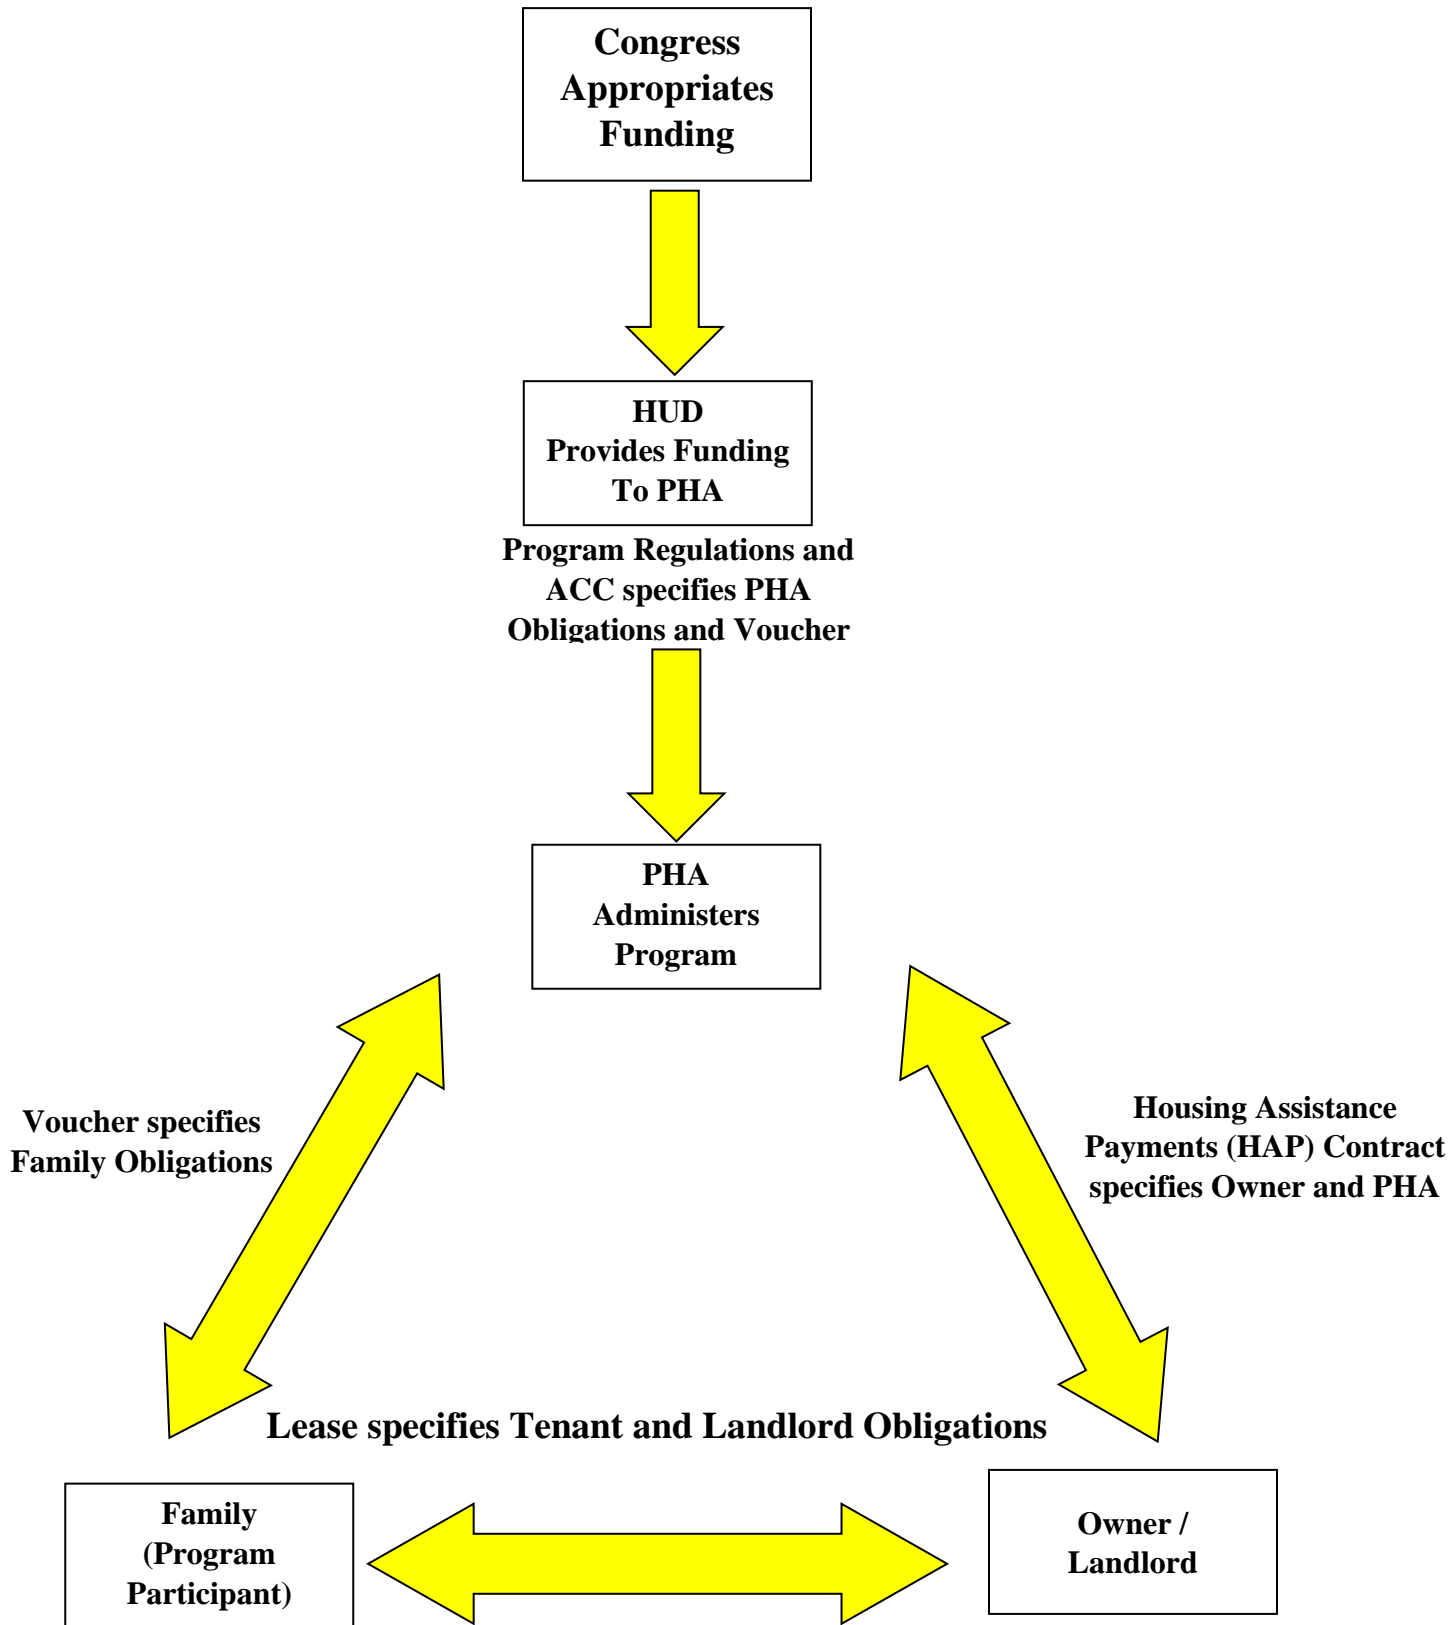 Congress
Appropriates
Funding
HUD
Provides Funding
To PHA
Program Regulations and
ACC specifies PHA
Obligations and Voucher
PHA
Administers
Program
Voucher specifies
Family Obligations
Housing Assistance
Payments (HAP) Contract
specifies Owner and PHA
Lease specifies Tenant and Landlord Obligations
Family
(Program
Participant)
Owner /
Landlord